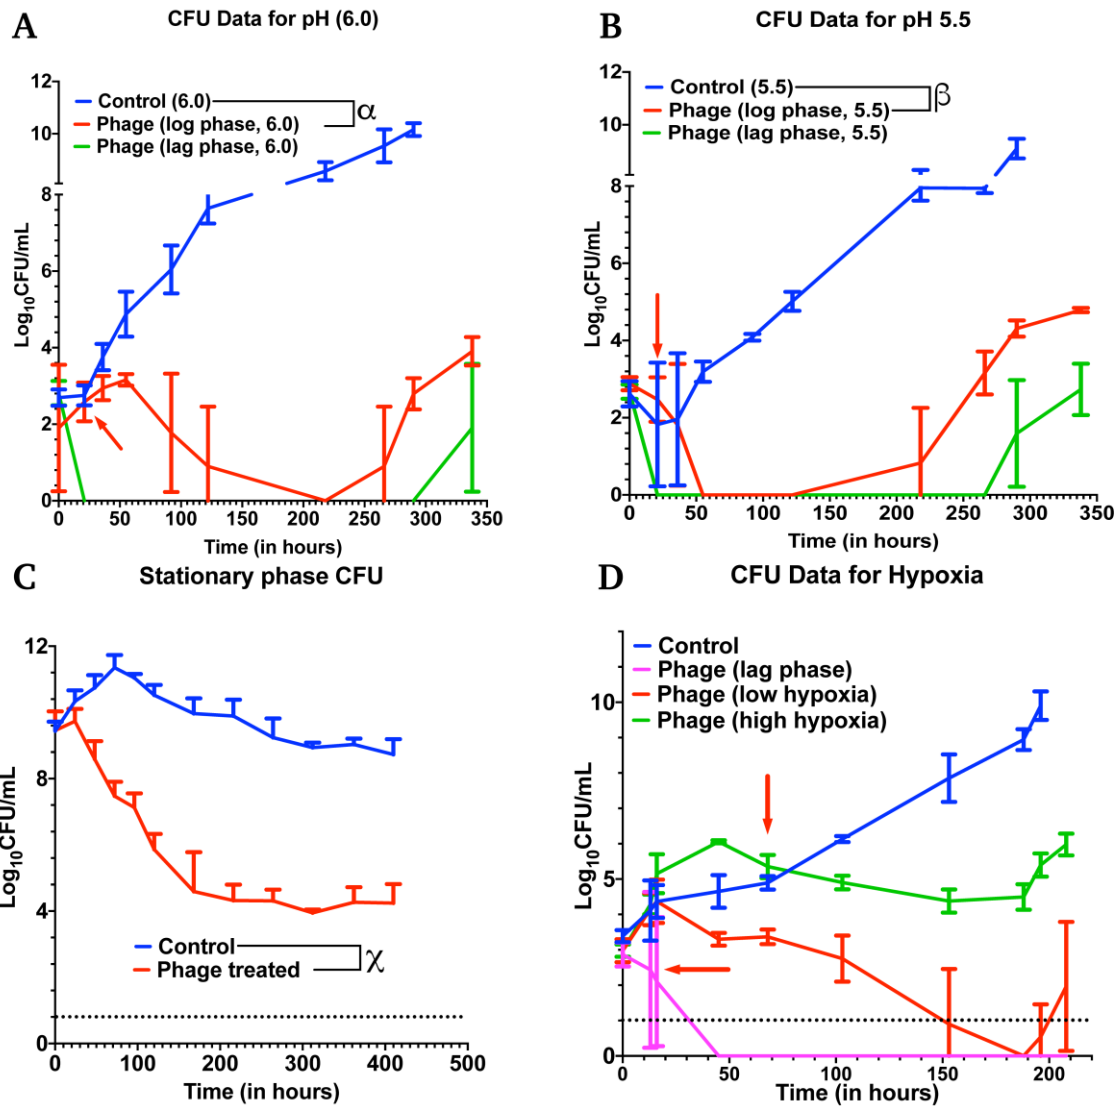 A
CFU Data for pH (6.0)
Log10CFU/mL
12
10
8
6
4
2
0
Control (6.0)
Phage (log phase, 6.0)
Phage (lag phase, 6.0)
α
0 50 100 150 200 250 300 350
Time (in hours)
B
CFU Data for pH 5.5
Log10CFU/mL
12
10
8
6
4
2
0
Control (5.5)
Phage (log phase, 5.5)
Phage (lag phase, 5.5)
β
0 50 100 150 200 250 300 350
Time (in hours)
C
Stationary phase CFU
Log10CFU/mL
12
8
4
0
Control
Phage treated
χ
0 100 200 300 400 500
Time (in hours)
D
CFU Data for Hypoxia
Log10CFU/mL
10
5
0
Control
Phage (lag phase)
Phage (low hypoxia)
Phage (high hypoxia)
0 50 100 150 200
Time (in hours)